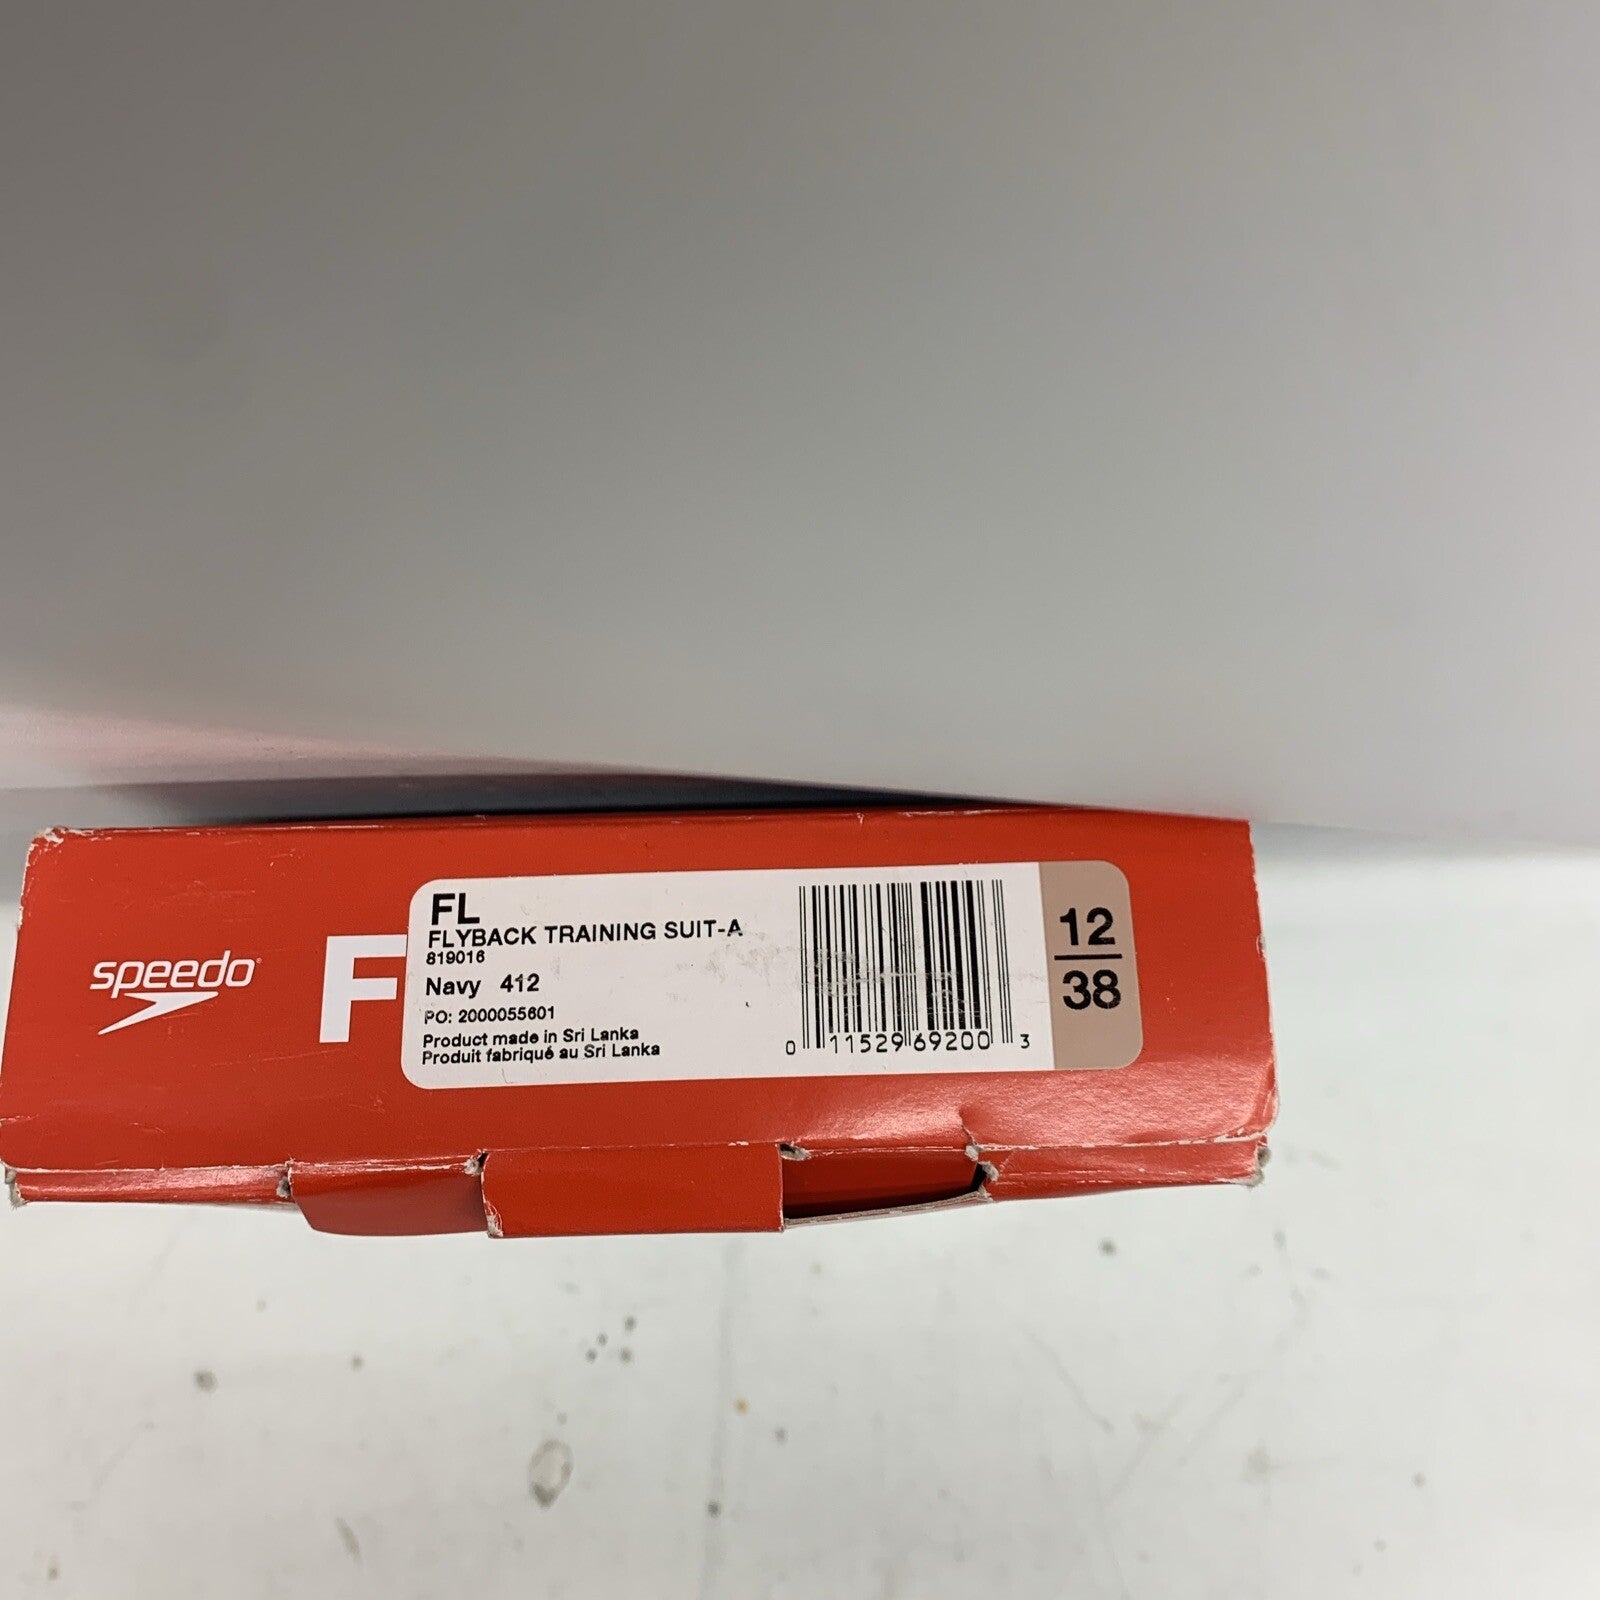 speedo
F
FL
FLYBACK TRAINING SUIT-A
819016
Navy 412
PO: 2000055601
Product made in Sri Lanka
Produit fabriqué au Sri Lanka
0 11529 69200 3
12
38